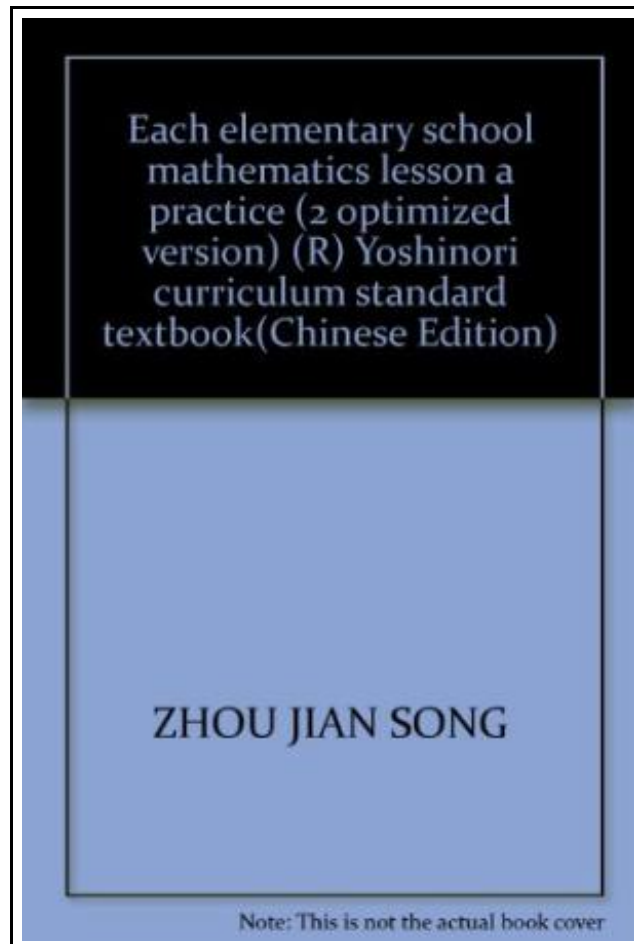 Each elementary school
mathematics lesson a
practice (2 optimized
version) (R) Yoshinori
curriculum standard
textbook(Chinese Edition)
ZHOU JIAN SONG
Note: This is not the actual book cover